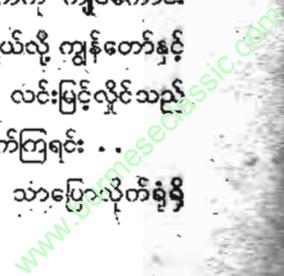 ယ်လို့ ကျွန်တော်နှင့်
လင်းမြင့်လှိုင်သည်
က်ကြရင်း . .
သာပြောလိုက်ရုံရှိ
www.burmeseclassic.com